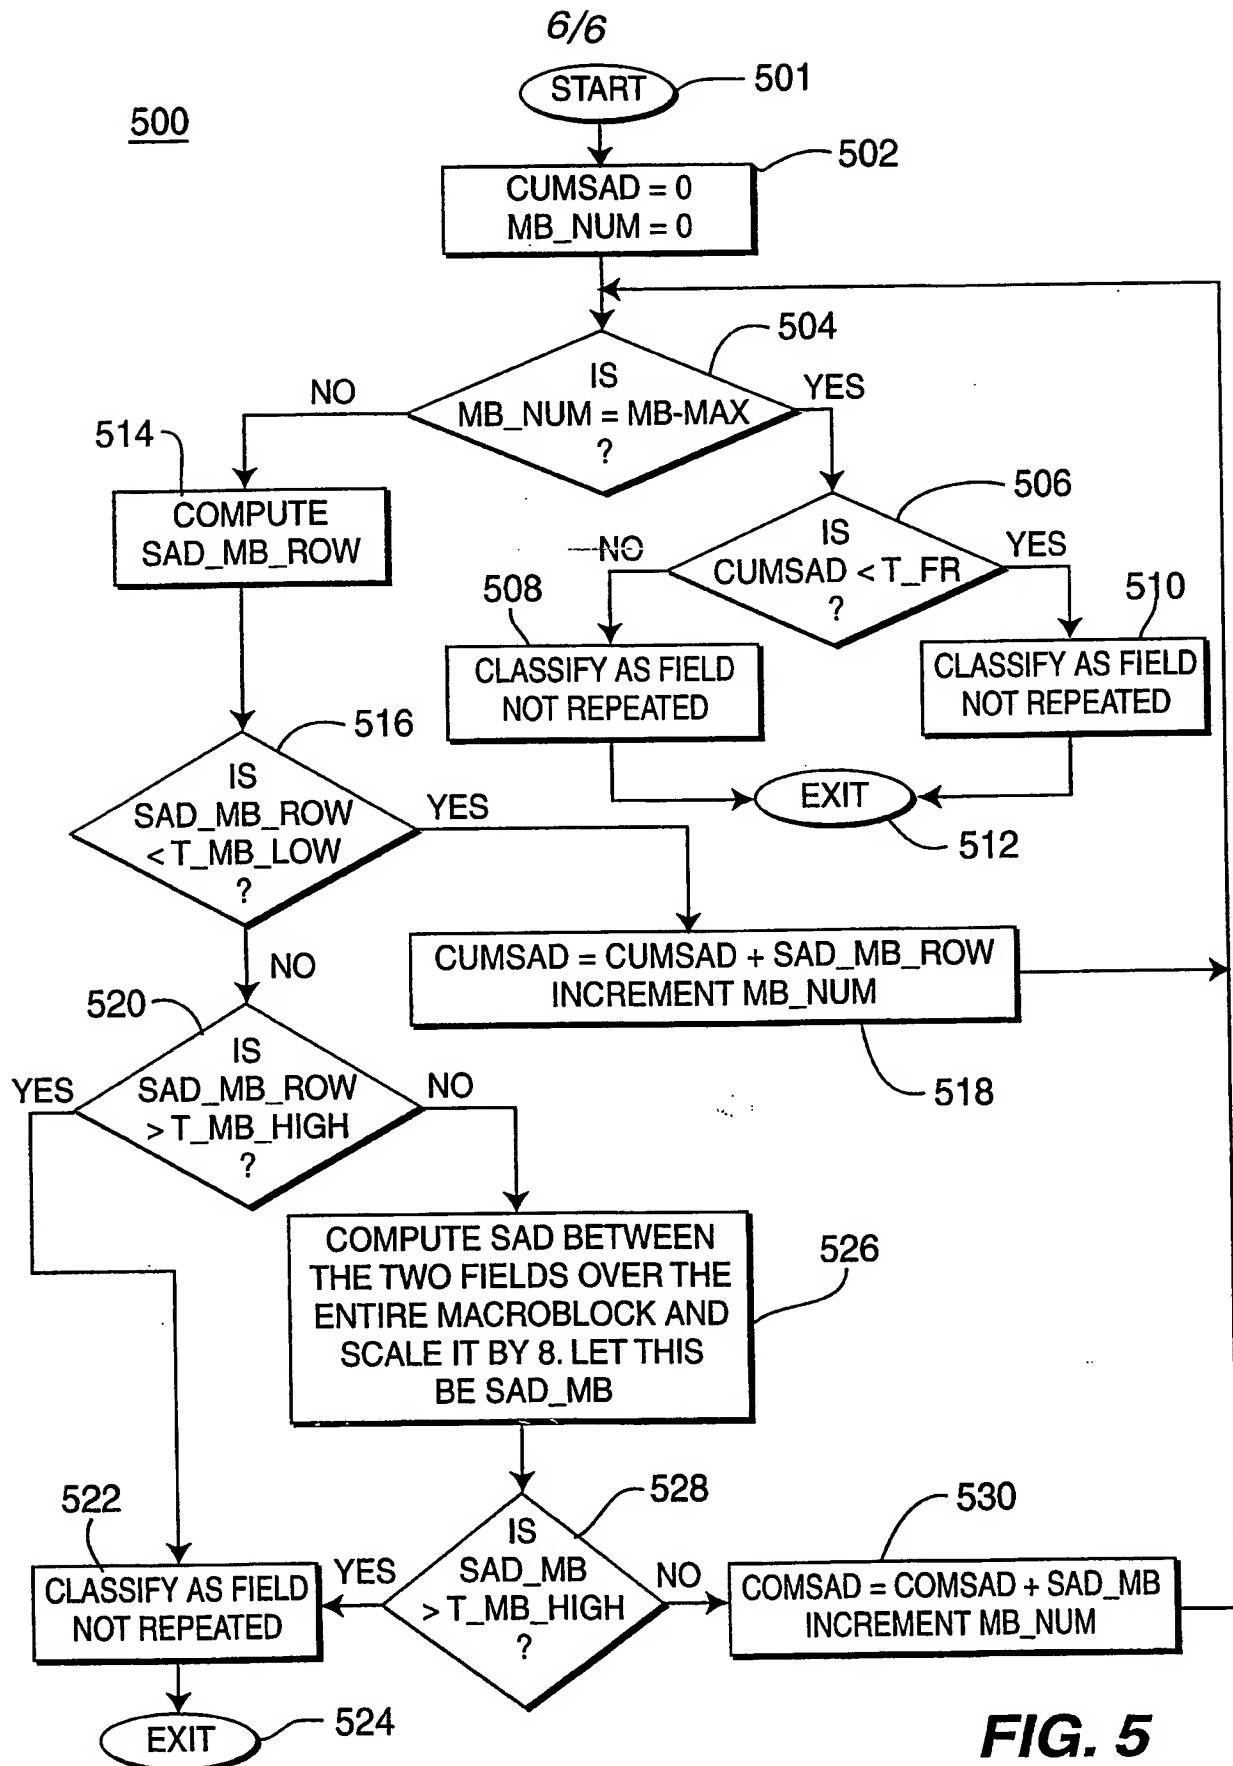 6/6
START
501
500
502
CUMSAD = 0
MB_NUM = 0
504
IS
MB_NUM = MB-MAX
?
NO
YES
514
COMPUTE
SAD_MB_ROW
506
IS
CUMSAD < T_FR
?
NO
YES
508
CLASSIFY AS FIELD
NOT REPEATED
510
CLASSIFY AS FIELD
NOT REPEATED
EXIT
512
516
IS
SAD_MB_ROW
< T_MB_LOW
?
YES
NO
CUMSAD = CUMSAD + SAD_MB_ROW
INCREMENT MB_NUM
518
520
IS
SAD_MB_ROW
> T_MB_HIGH
?
YES
NO
COMPUTE SAD BETWEEN
THE TWO FIELDS OVER THE
ENTIRE MACROBLOCK AND
SCALE IT BY 8. LET THIS
BE SAD_MB
526
528
IS
SAD_MB
> T_MB_HIGH
?
YES
NO
522
CLASSIFY AS FIELD
NOT REPEATED
530
COMSAD = COMSAD + SAD_MB
INCREMENT MB_NUM
EXIT
524
FIG. 5